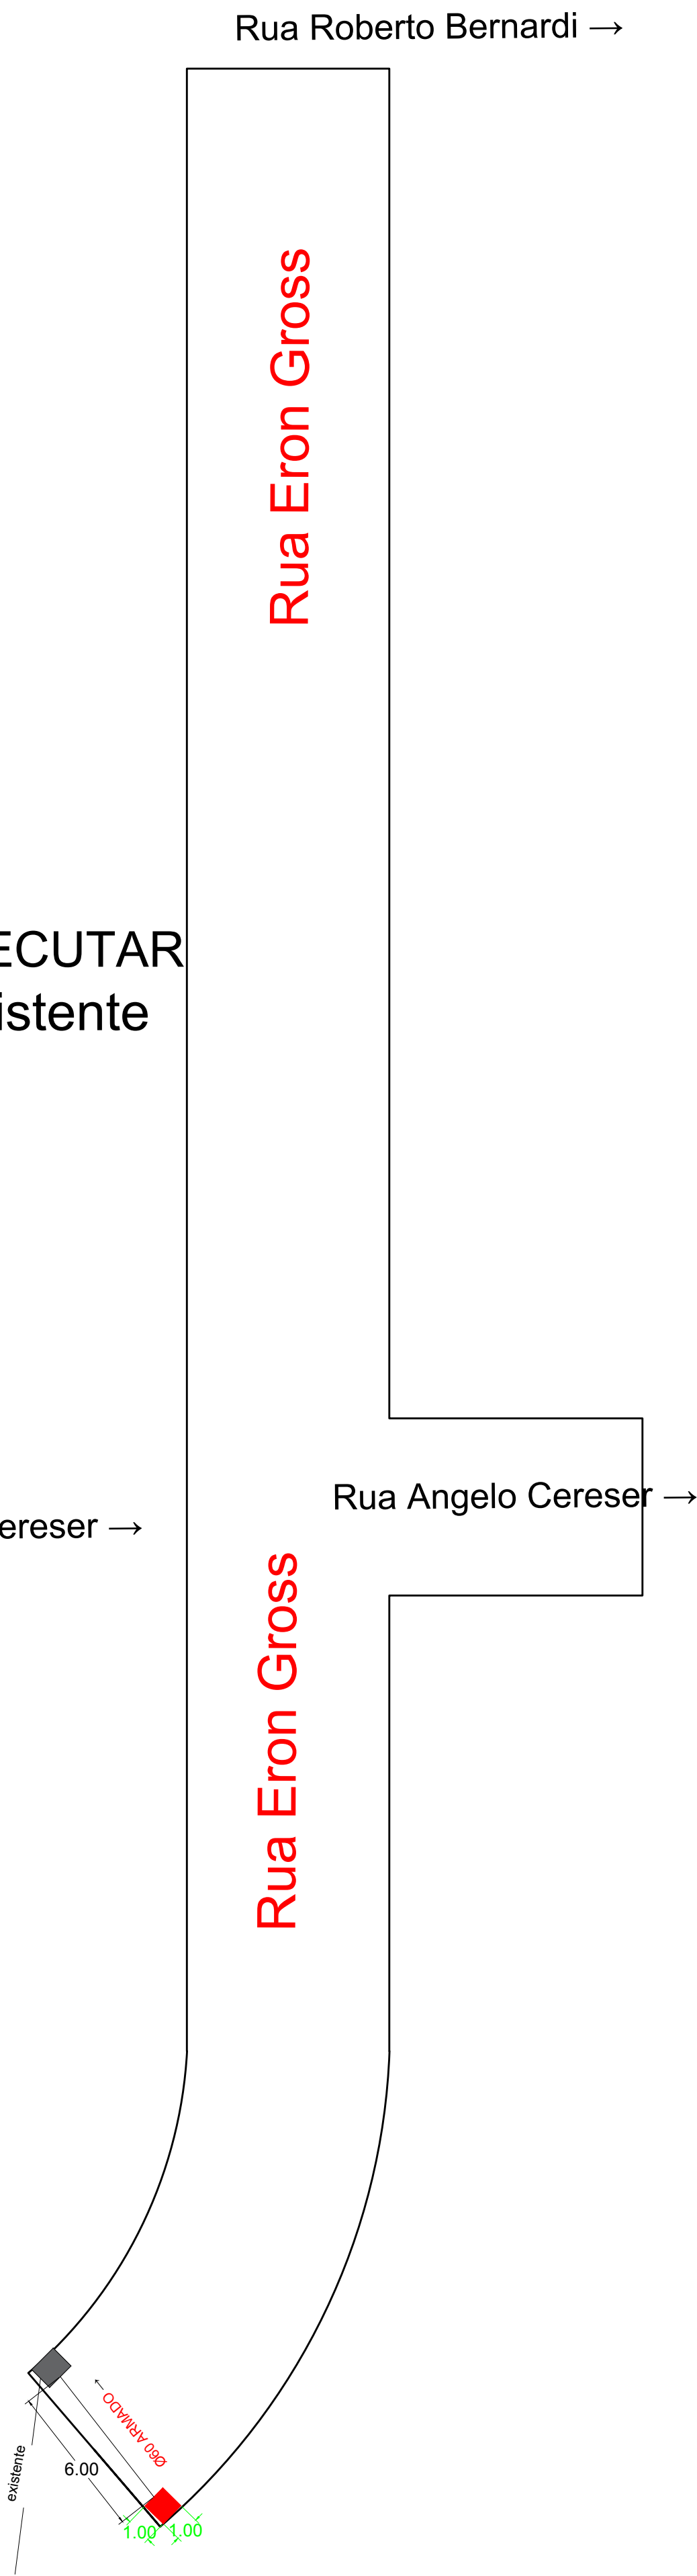 Rua Roberto Bernardi →
Rua Eron Gross
ECUTAR
istente
Rua Angelo Cereser →
ereser →
Rua Eron Gross
Ø60 ARMADO →
6.00
existente
1.00
1.00